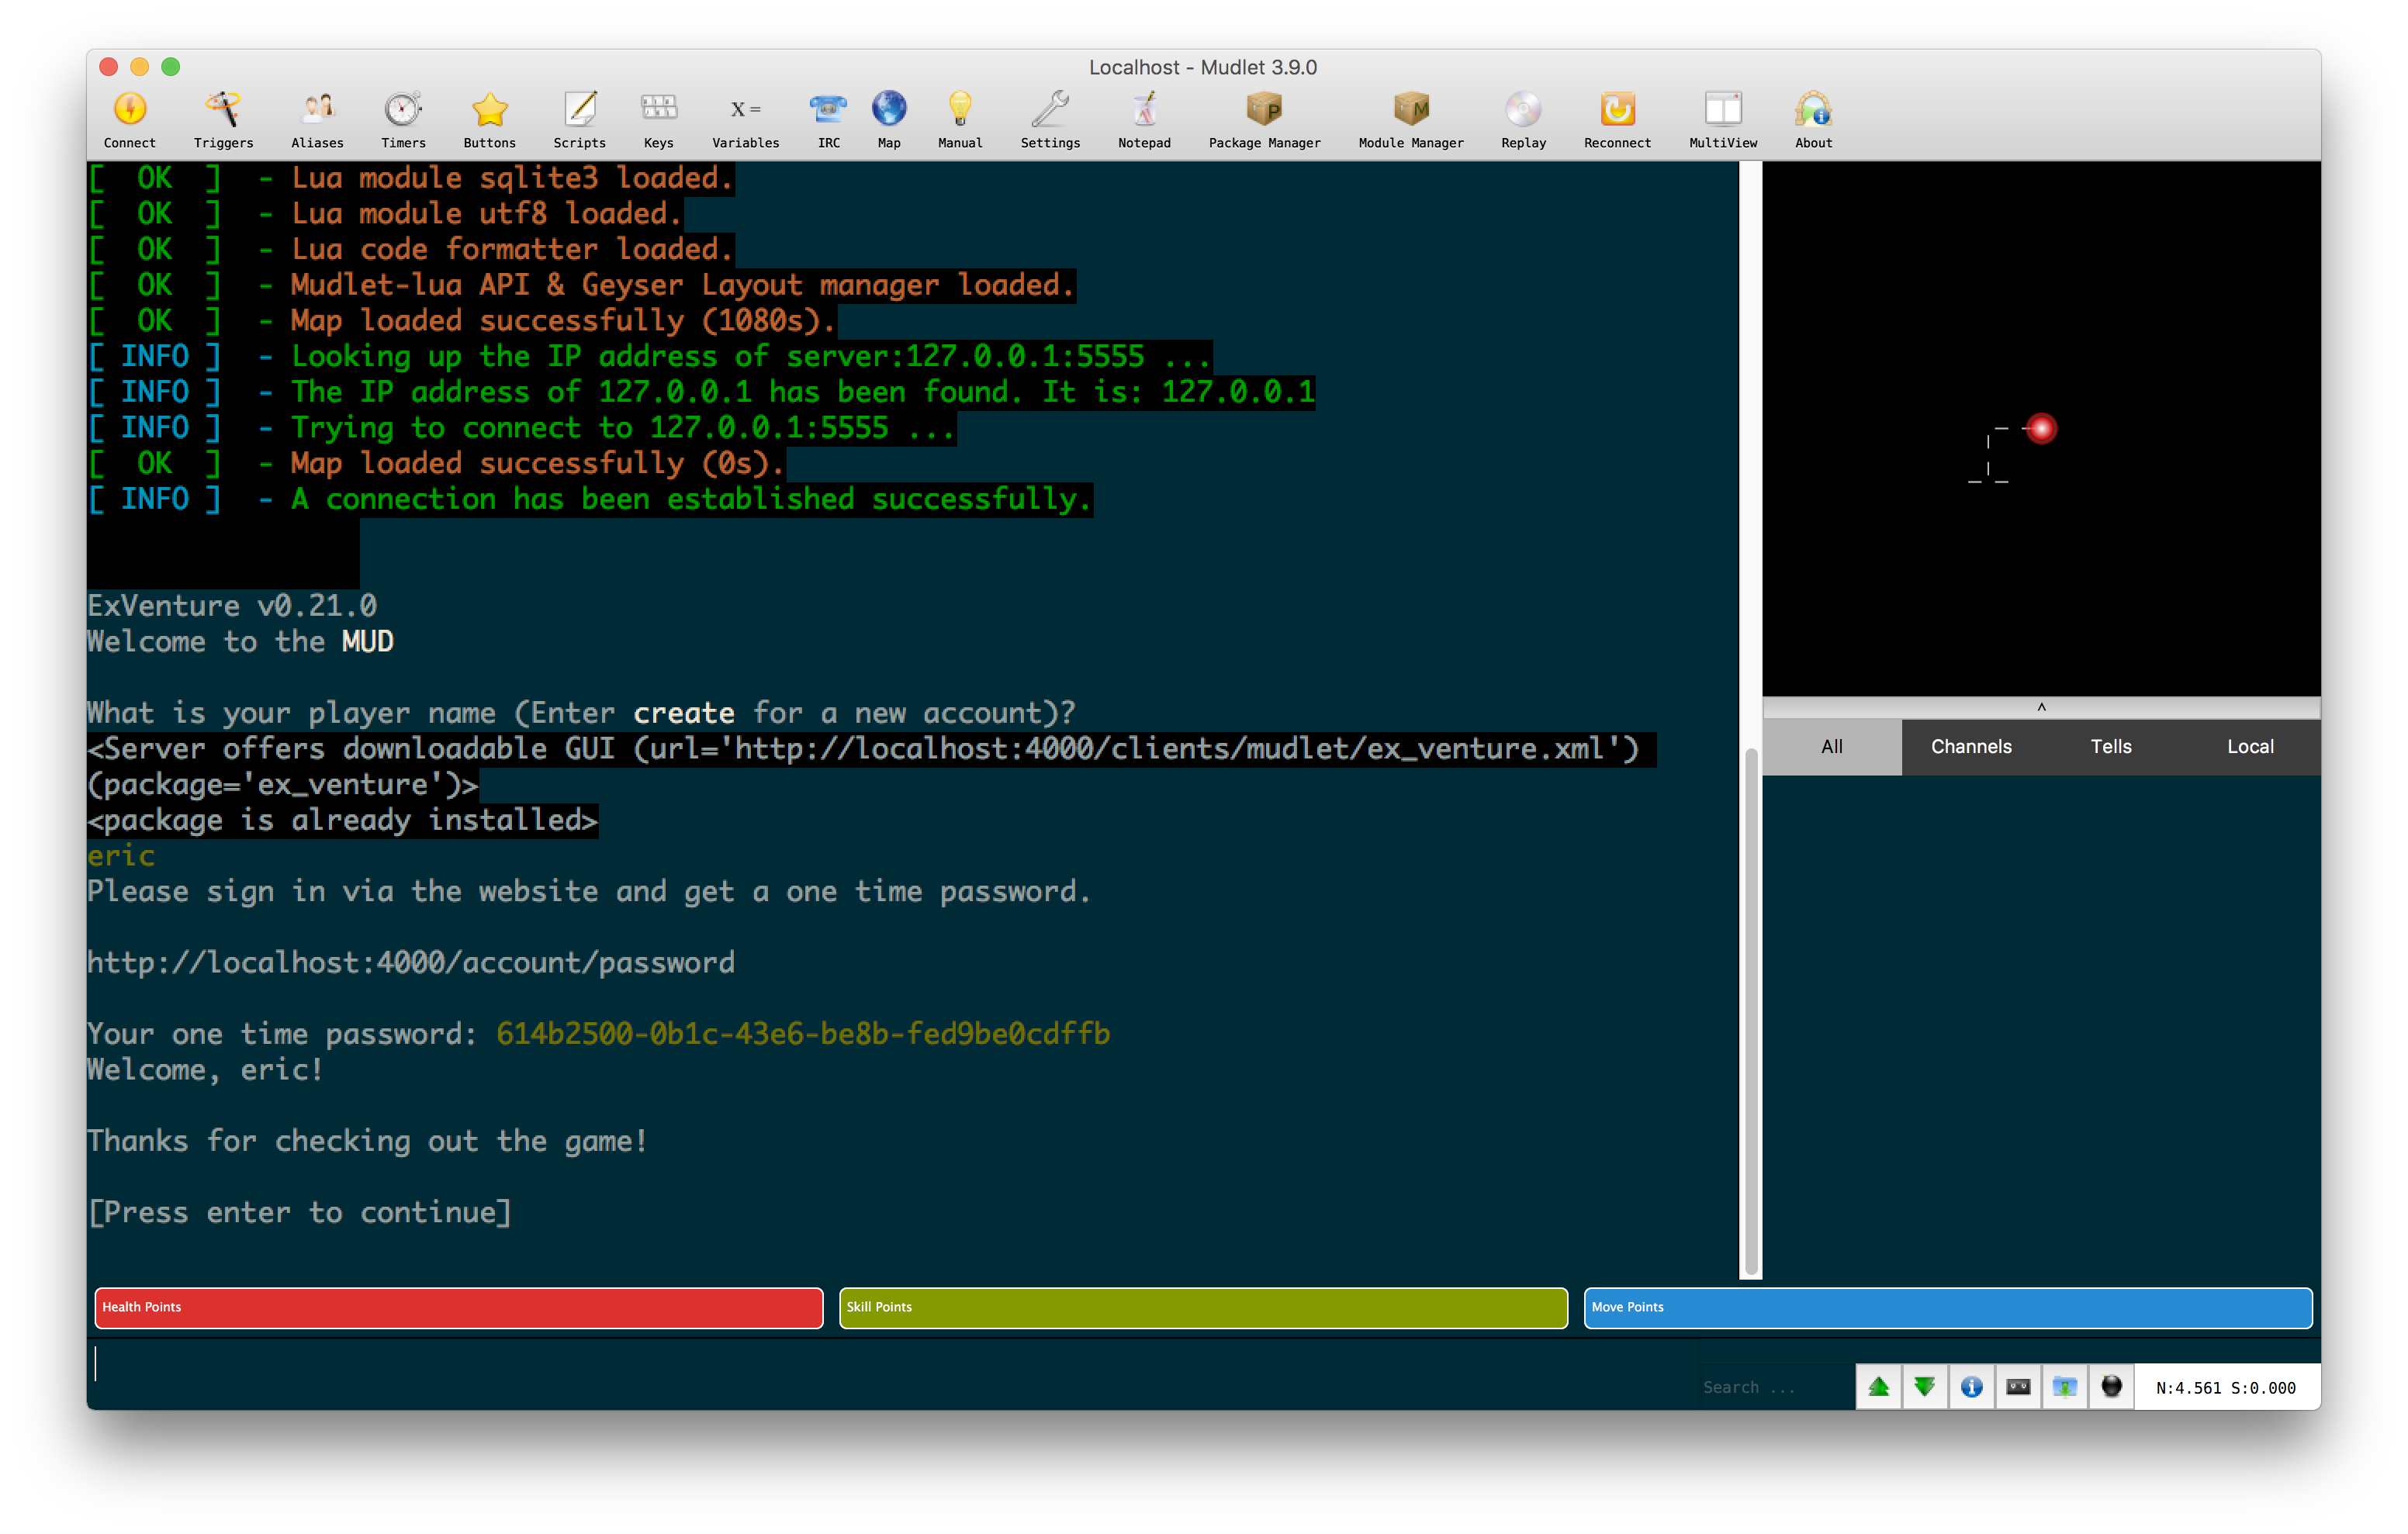 Localhost - Mudlet 3.9.0
Connect Triggers Aliases Timers Buttons Scripts Keys Variables IRC Map Manual Settings Notepad Package Manager Module Manager Replay Reconnect MultiView About
X =
P
M
[  OK  ]  - Lua module sqlite3 loaded.
[  OK  ]  - Lua module utf8 loaded.
[  OK  ]  - Lua code formatter loaded.
[  OK  ]  - Mudlet-lua API & Geyser Layout manager loaded.
[  OK  ]  - Map loaded successfully (1080s).
[ INFO ]  - Looking up the IP address of server:127.0.0.1:5555 ...
[ INFO ]  - The IP address of 127.0.0.1 has been found. It is: 127.0.0.1
[ INFO ]  - Trying to connect to 127.0.0.1:5555 ...
[  OK  ]  - Map loaded successfully (0s).
[ INFO ]  - A connection has been established successfully.
ExVenture v0.21.0
Welcome to the MUD
What is your player name (Enter create for a new account)?
<Server offers downloadable GUI (url='http://localhost:4000/clients/mudlet/ex_venture.xml')
(package='ex_venture')>
<package is already installed>
eric
Please sign in via the website and get a one time password.
http://localhost:4000/account/password
Your one time password: 614b2500-0b1c-43e6-be8b-fed9be0cdffb
Welcome, eric!
Thanks for checking out the game!
[Press enter to continue]
^
All Channels Tells Local
Health Points Skill Points Move Points
Search ...
N:4.561 S:0.000